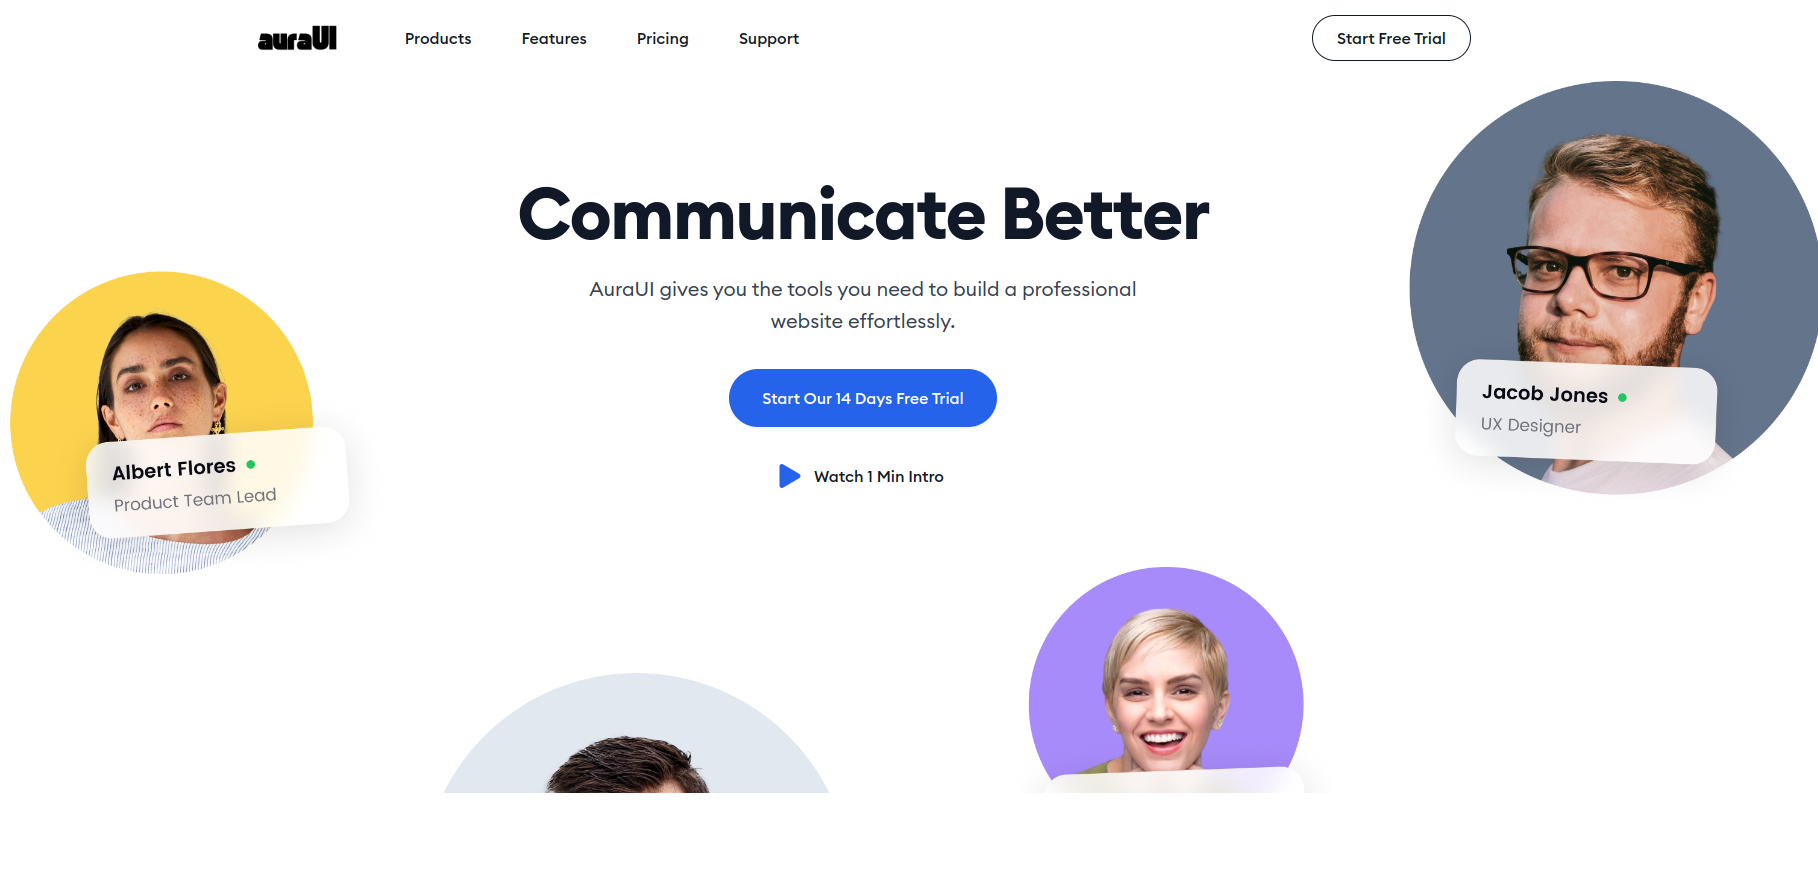 auraUI
Products
Features
Pricing
Support
Start Free Trial
Communicate Better
AuraUI gives you the tools you need to build a professional
website effortlessly.
Start Our 14 Days Free Trial
Watch 1 Min Intro
Albert Flores
Product Team Lead
Jacob Jones
UX Designer